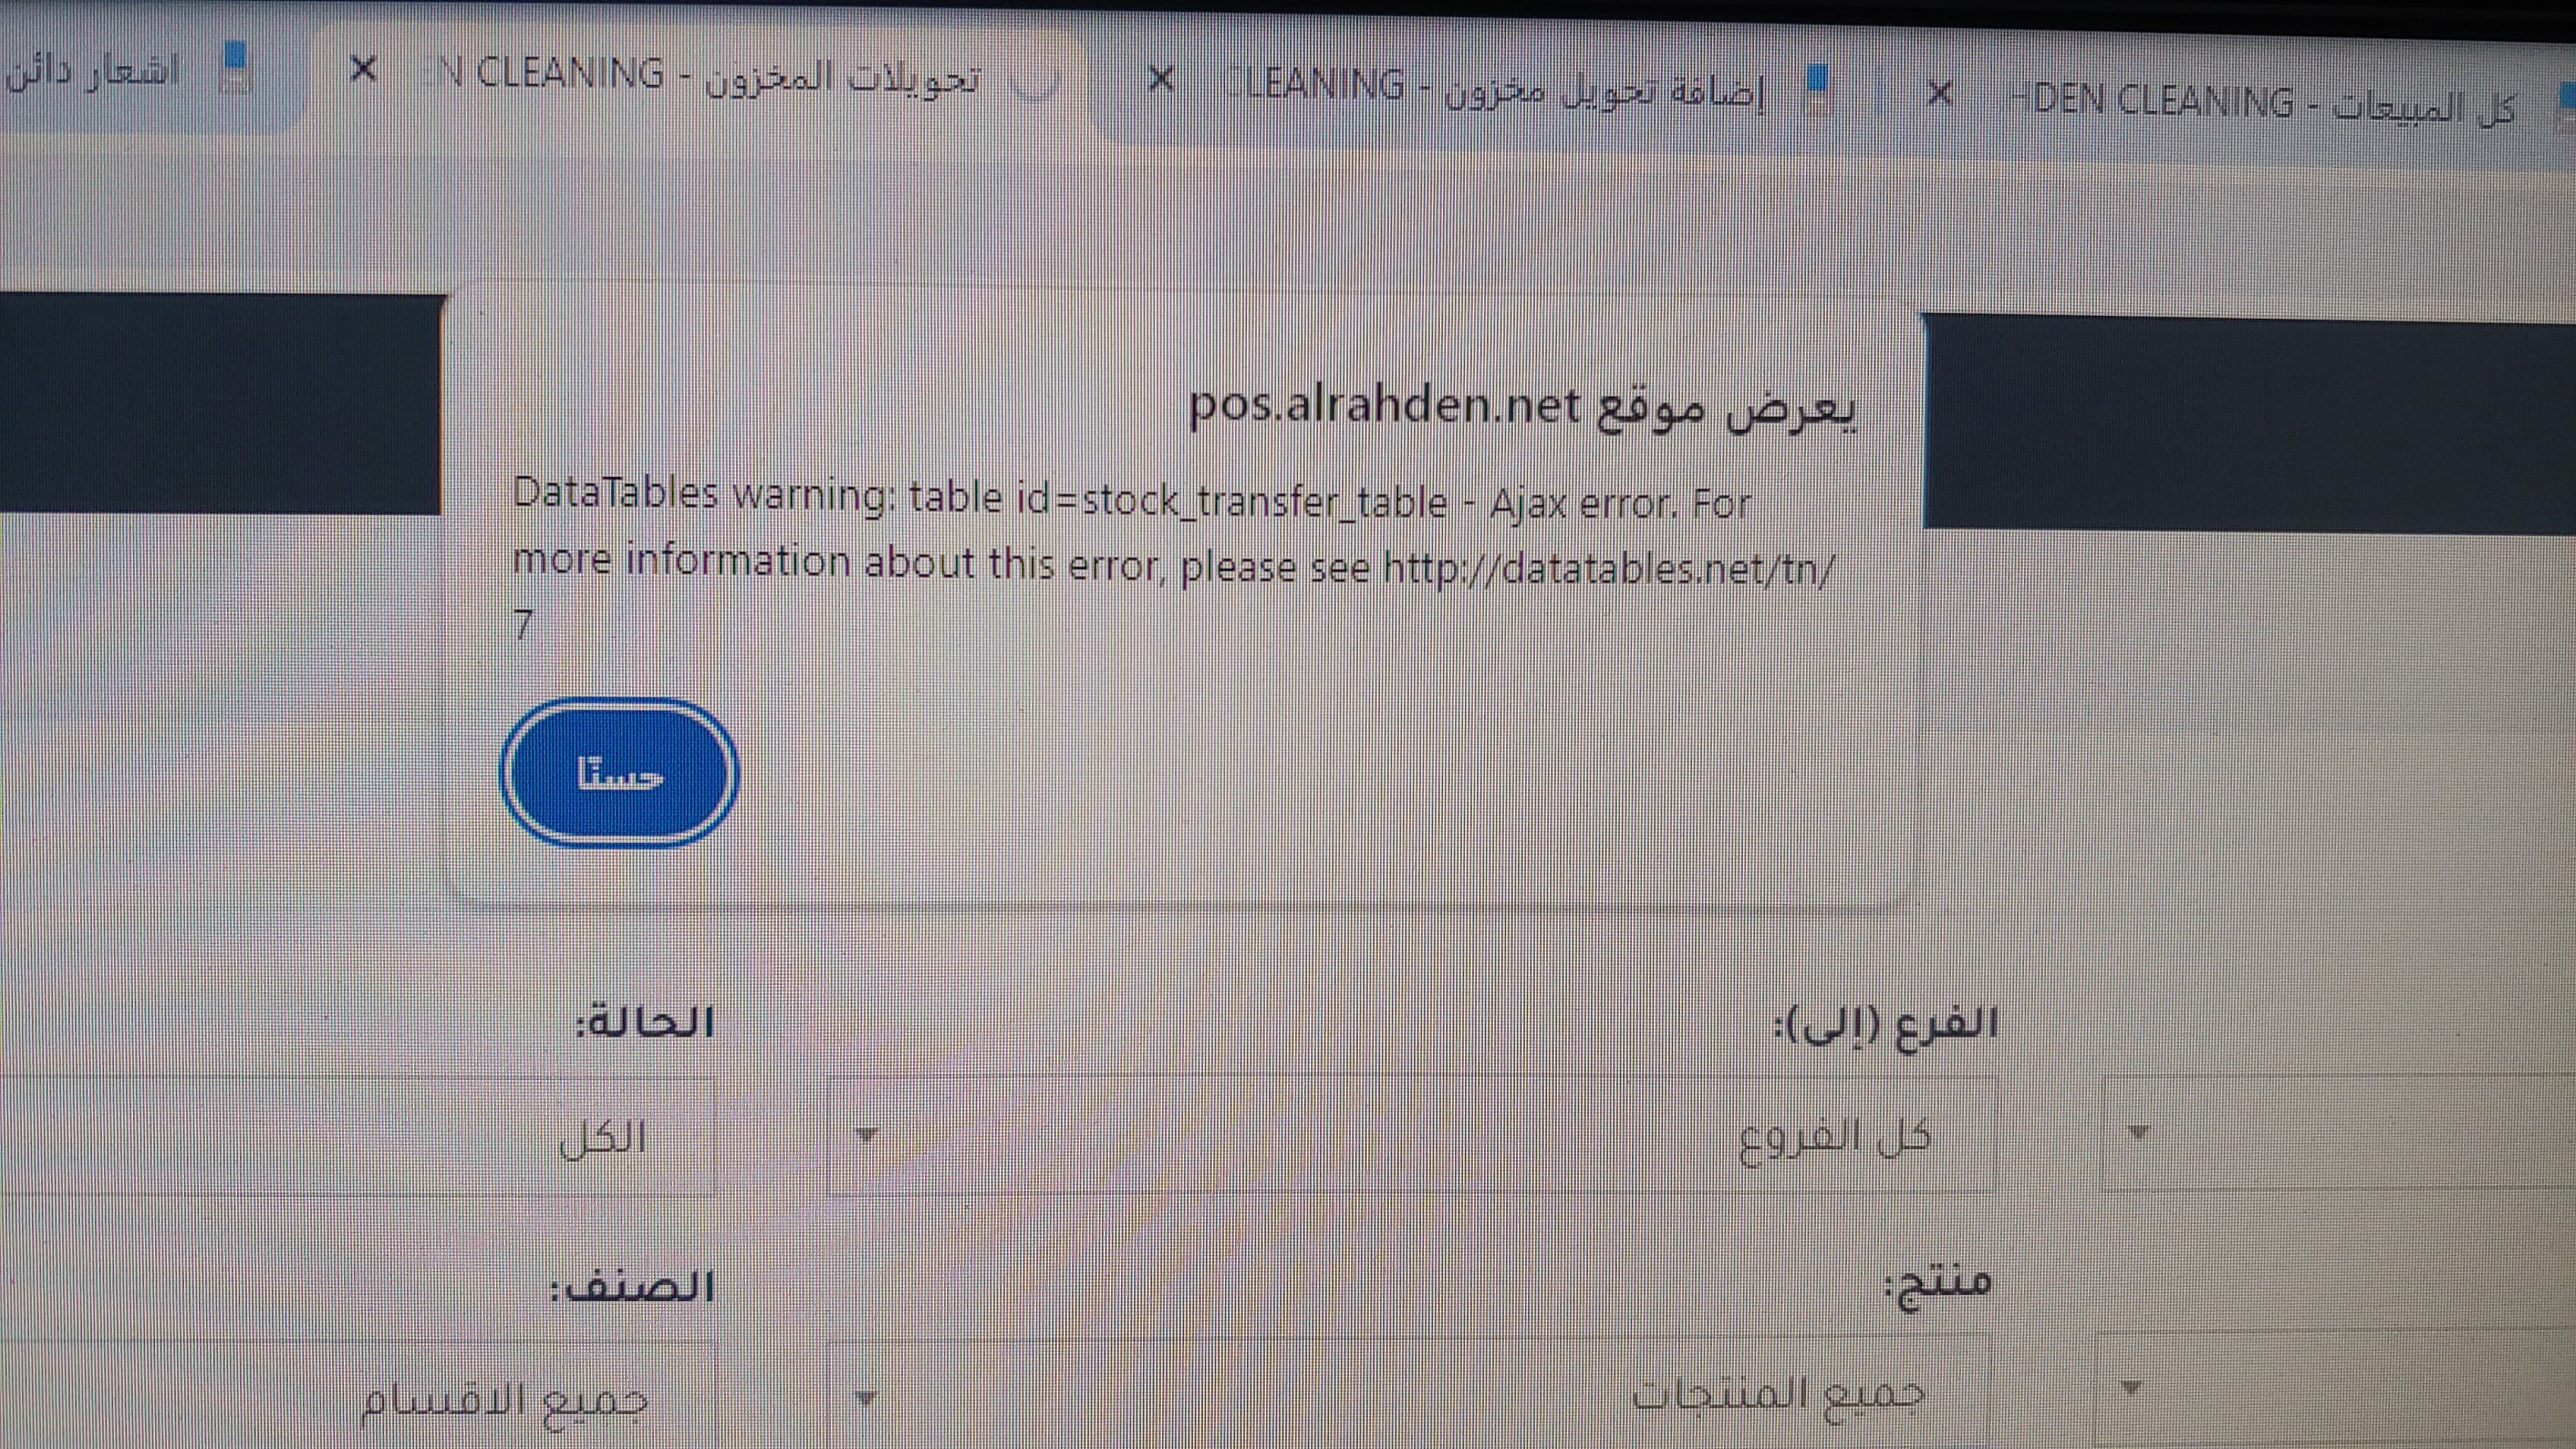 كل المبيعات - HDEN CLEANING
إضافة تحويل مخزون - LEANING
تحويلات المخزون - N CLEANING
اشعار دائن
يعرض موقع pos.alrahden.net
DataTables warning: table id=stock_transfer_table - Ajax error. For
more information about this error, please see http://datatables.net/tn/
7
حسنًا
الفرع (إلى):
الحالة:
كل الفروع
الكل
منتج:
الصنف:
جميع المنتجات
جميع الاقسام